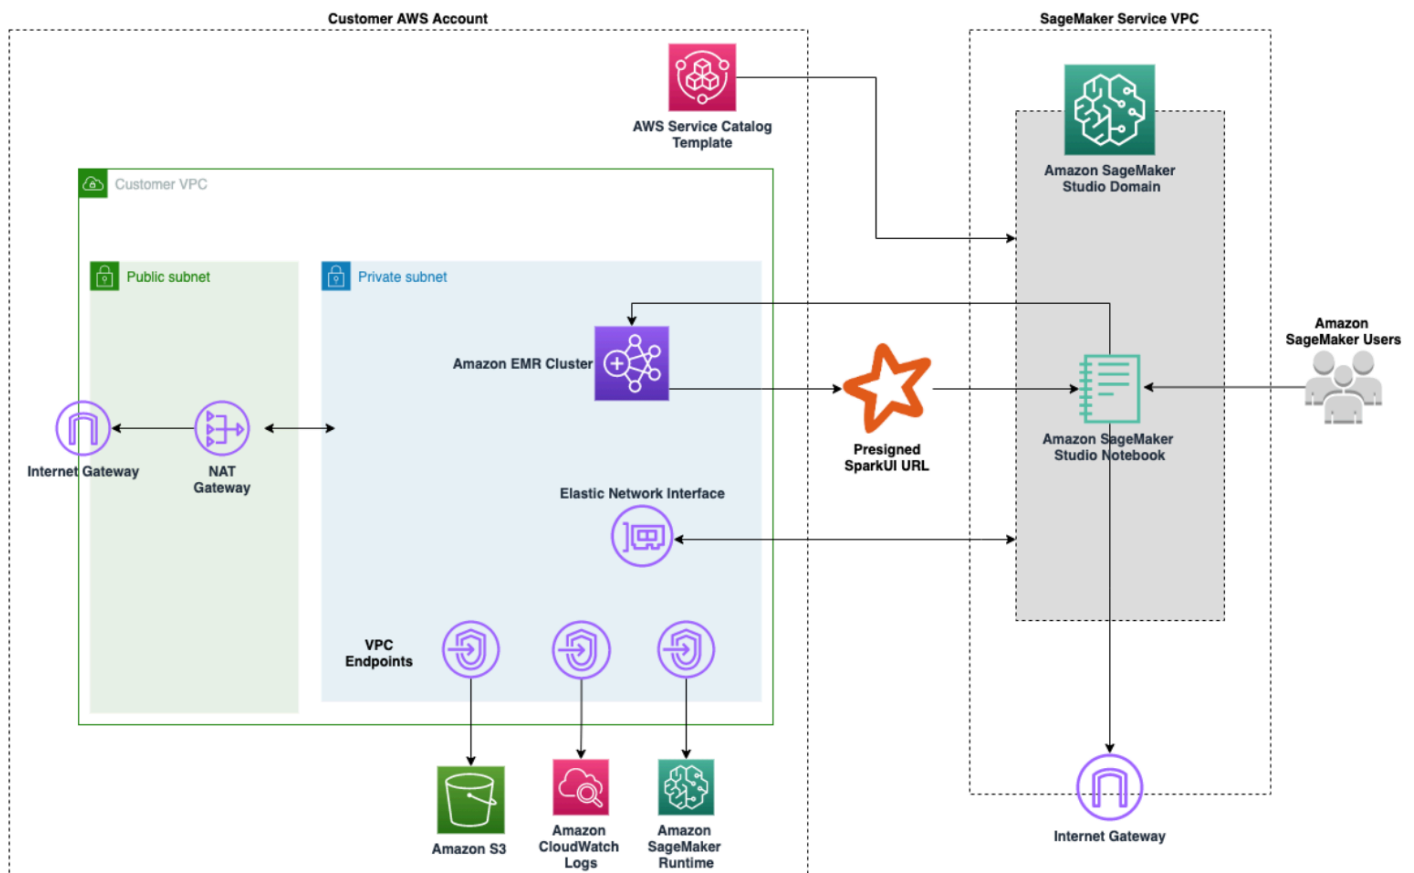 Customer AWS Account
SageMaker Service VPC
AWS Service Catalog
Template
Amazon SageMaker
Studio Domain
Customer VPC
Public subnet
Private subnet
Amazon EMR Cluster
Amazon
SageMaker Users
Presigned
SparkUI URL
Amazon SageMaker
Studio Notebook
Internet Gateway
NAT
Gateway
Elastic Network Interface
VPC
Endpoints
Amazon S3
Amazon
CloudWatch
Logs
Amazon
SageMaker
Runtime
Internet Gateway